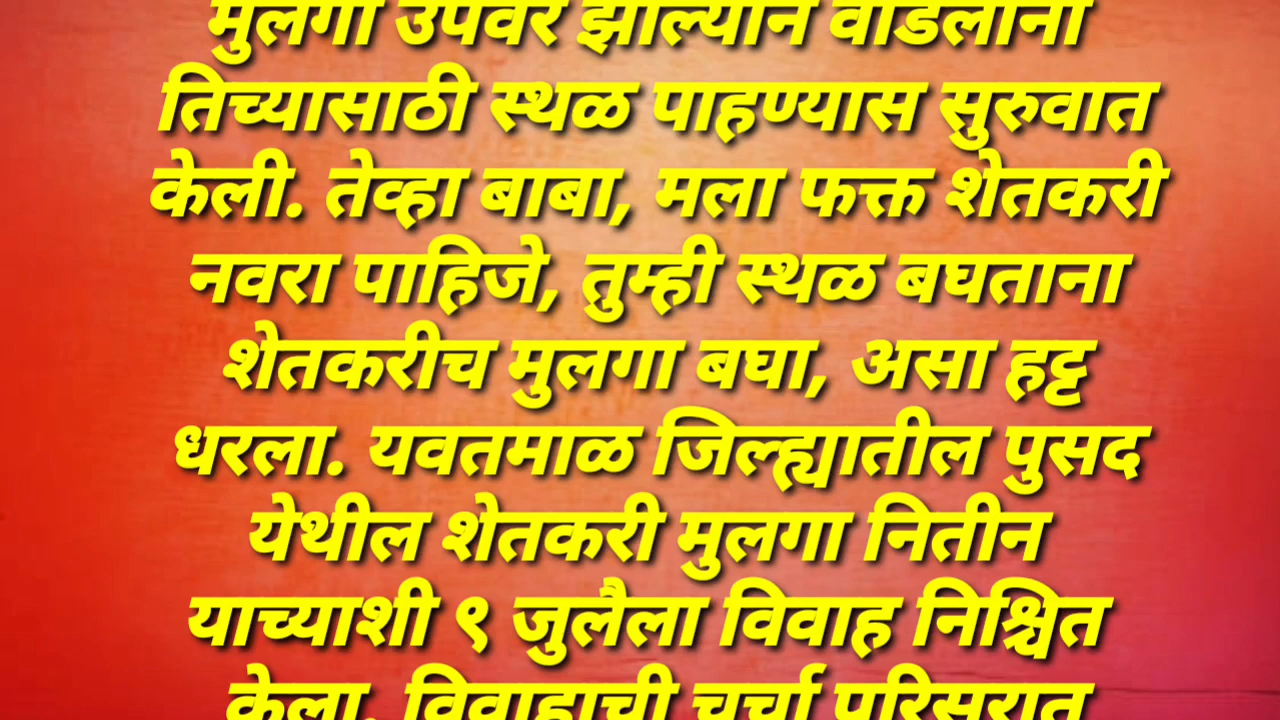 मुलगी उपवर झाल्याने वडिलांनी
तिच्यासाठी स्थळ पाहण्यास सुरुवात
केली. तेव्हा बाबा, मला फक्त शेतकरी
नवरा पाहिजे, तुम्ही स्थळ बघताना
शेतकरीच मुलगा बघा, असा हट्ट
धरला. यवतमाळ जिल्ह्यातील पुसद
येथील शेतकरी मुलगा नितीन
याच्याशी ९ जुलैला विवाह निश्चित
केला. विवाहाची चर्चा परिसरात